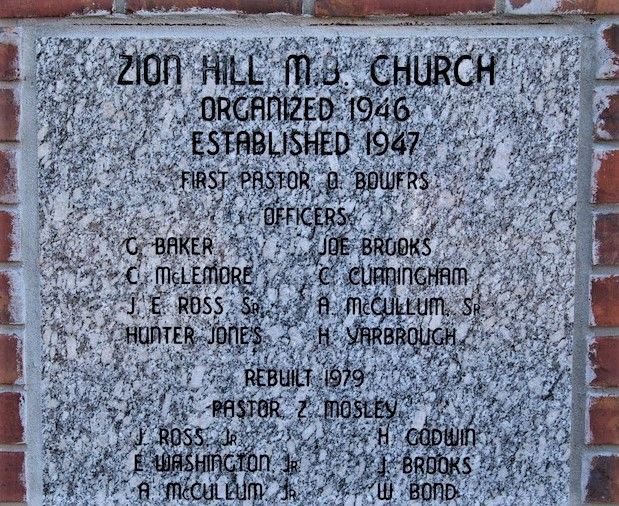 ZION HILL M.B. CHURCH
ORGANIZED 1946
ESTABLISHED 1947
FIRST PASTOR O. BOWERS
OFFICERS
G. BAKER JOE BROOKS
C. McLEMORE C. CUNNINGHAM
J. E. ROSS Sr. A. McCULLUM, Sr.
HUNTER JONES H. YARBROUGH
REBUILT 1979
PASTOR Z. MOSLEY
J. ROSS Jr. H. GODWIN
E. WASHINGTON Jr. J. BROOKS
A. McCULLUM Jr. W. BOND